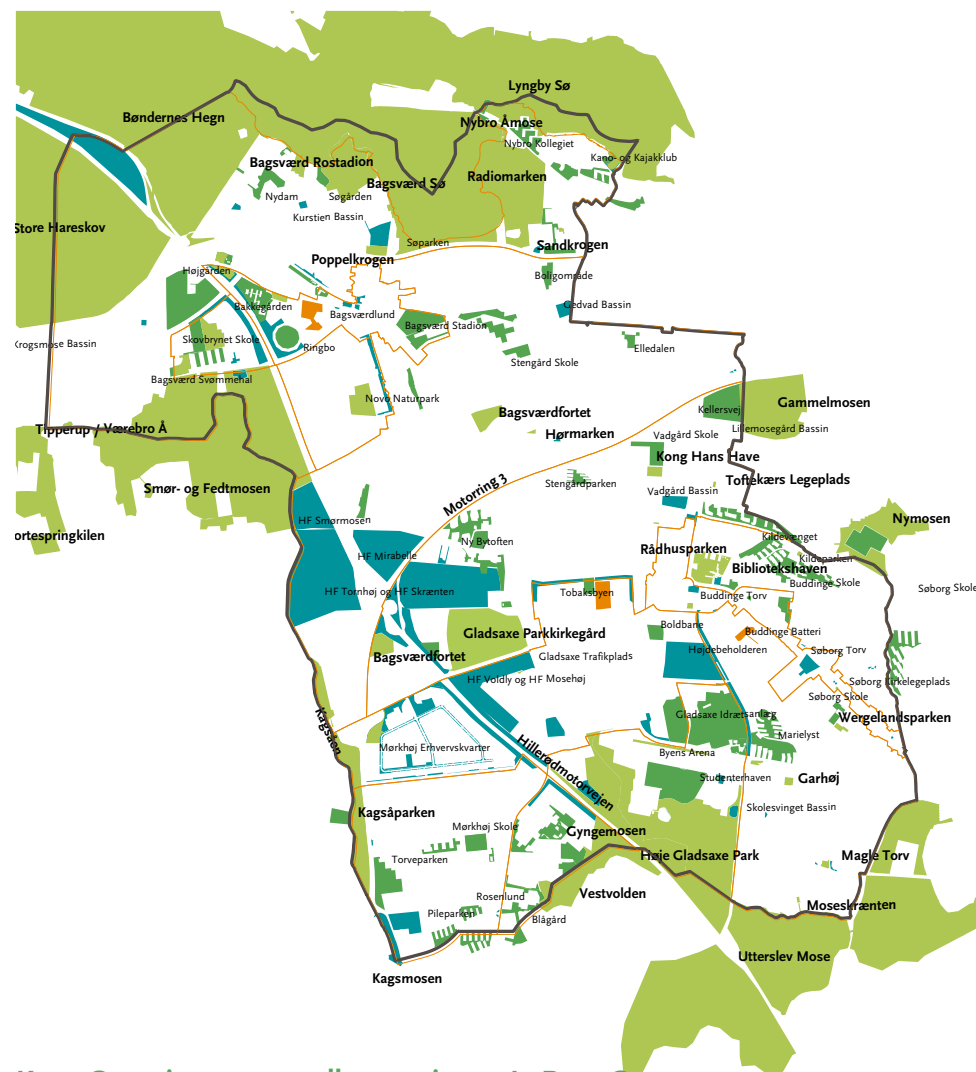 Lyngby Sø
Bøndernes Hegn
Nybro Åmose
Nybro Kollegiet
Kano- og Kajakklub
Bagsværd Rostadion
Bagsværd Sø
Radiomarken
Nydam
Søgården
Kurstien Bassin
Store Hareskov
Søparken
Sandkrogen
Poppelkrogen
Højgården
Boligområde
Bakkegården
Bagsværdlund
Gedvad Bassin
Bagsværd Stadion
Skovbrynet Skole
Ringbo
Krogsmose Bassin
Elledalen
Stengård Skole
Bagsværd Svømmehal
Novo Naturpark
Gammelmosen
Kellersvej
Bagsværdfortet
Lillemosegård Bassin
Tipperup / Værebro Å
Hørmarken
Vadgård Skole
Kong Hans Have
Toftekærs Legeplads
Smør- og Fedtmosen
Stengårdparken
Vadgård Bassin
Motorring 3
HF Smørmosen
Nymosen
ortespringkilen
Kildevænget
Ny Bytoften
Rådhusparken
HF Mirabelle
Kildeparken
Bibliotekshaven
Buddinge Skole
Søborg Skole
HF Tornhøj og HF Skrænten
Tobaksbyen
Buddinge Torv
Boldbane
Gladsaxe Parkkirkegård
Buddinge Batteri
Højdebeholderen
Søborg Torv
Bagsværdfortet
Gladsaxe Trafikplads
HF Voldly og HF Mosehøj
Søborg Kirkelegeplads
Søborg Skole
Kagsåen
Gladsaxe Idrætsanlæg
Wergelandsparken
Marielyst
Mørkhøj Erhvervskvarter
Byens Arena
Hillerødmotorvejen
Studenterhaven
Garhøj
Skolesvinget Bassin
Kagsåparken
Mørkhøj Skole
Gyngemosen
Torveparken
Høje Gladsaxe Park
Magle Torv
Rosenlund
Vestvolden
Moseskrænten
Pileparken
Blågård
Utterslev Mose
Kagsmosen